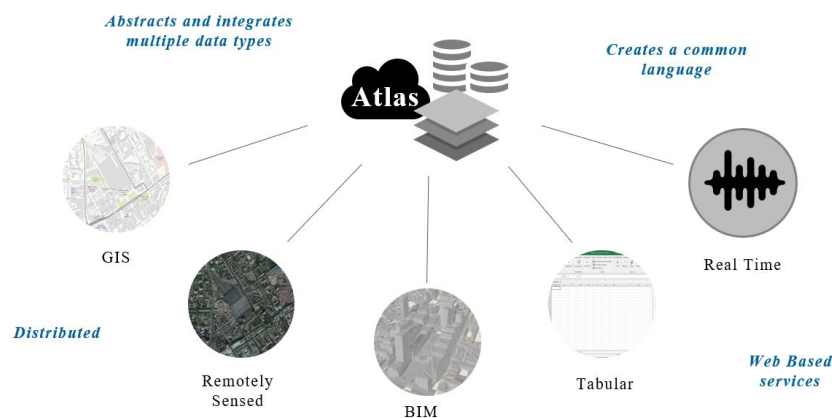 Abstracts and integrates
multiple data types
Creates a common
language
Atlas
GIS
Real Time
Distributed
Remotely
Sensed
BIM
Tabular
Web Based
services